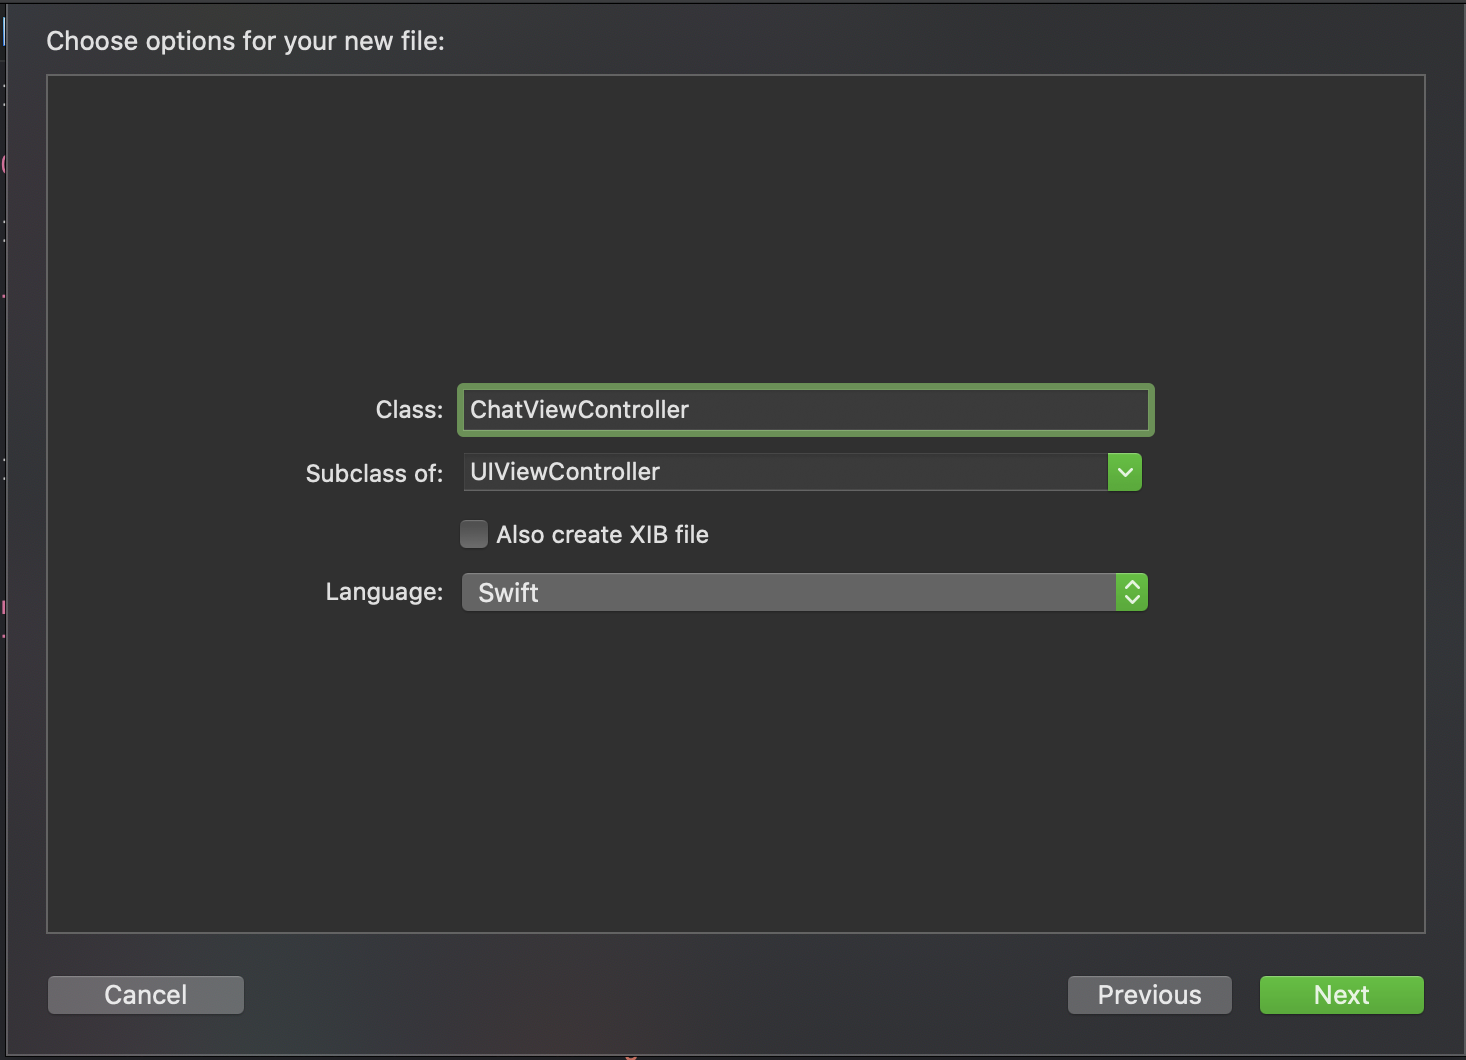 Choose options for your new file:
Class: ChatViewController
Subclass of: UIViewController
Also create XIB file
Language: Swift
Cancel Previous Next